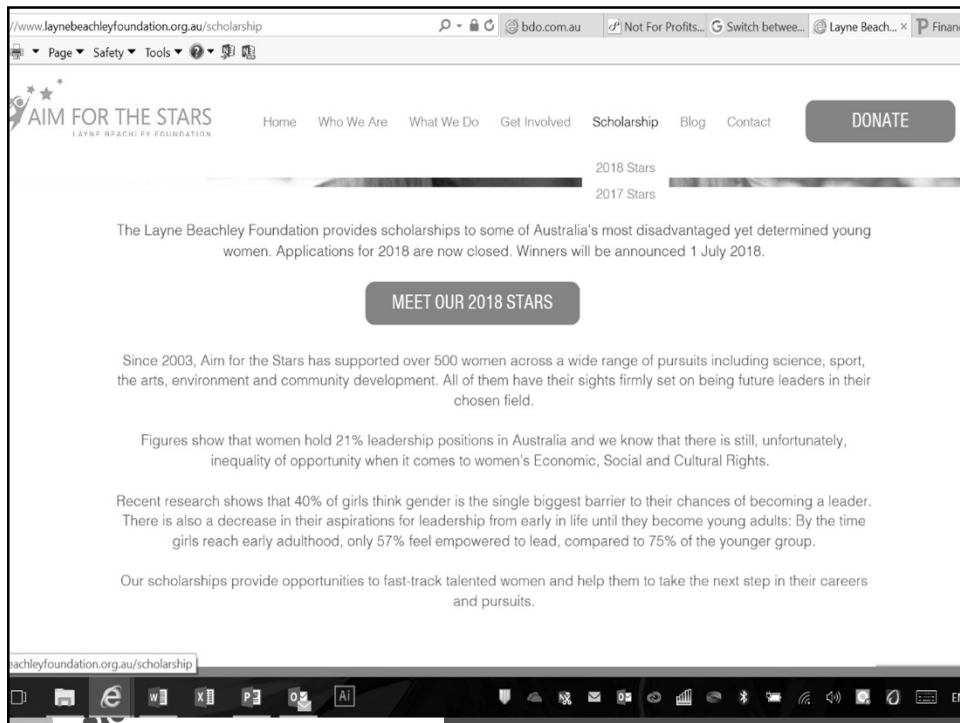 //www.laynebeachleyfoundation.org.au/scholarship
bdo.com.au
Not For Profits...
Switch betwee...
Layne Beach... ×
Finan
Page Safety Tools
AIM FOR THE STARS
LAYNE BEACHLEY FOUNDATION
Home Who We Are What We Do Get Involved Scholarship Blog Contact
DONATE
2018 Stars
2017 Stars
The Layne Beachley Foundation provides scholarships to some of Australia's most disadvantaged yet determined young
women. Applications for 2018 are now closed. Winners will be announced 1 July 2018.
MEET OUR 2018 STARS
Since 2003, Aim for the Stars has supported over 500 women across a wide range of pursuits including science, sport,
the arts, environment and community development. All of them have their sights firmly set on being future leaders in their
chosen field.
Figures show that women hold 21% leadership positions in Australia and we know that there is still, unfortunately,
inequality of opportunity when it comes to women's Economic, Social and Cultural Rights.
Recent research shows that 40% of girls think gender is the single biggest barrier to their chances of becoming a leader.
There is also a decrease in their aspirations for leadership from early in life until they become young adults: By the time
girls reach early adulthood, only 57% feel empowered to lead, compared to 75% of the younger group.
Our scholarships provide opportunities to fast-track talented women and help them to take the next step in their careers
and pursuits.
eachleyfoundation.org.au/scholarship
Ai
EN